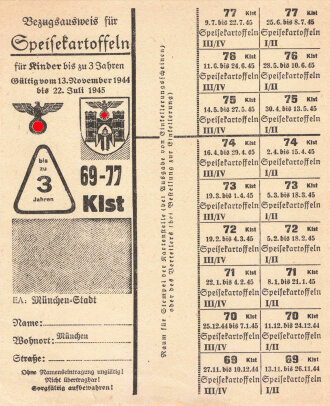 Bezugsausweis für
Speisekartoffeln
für Kinder bis zu 3 Jahren
Gültig vom 13. November 1944
bis 22. Juli 1945
bis
zu
3
Jahren
69-77
Kist
EA: München-Stadt
Name:
Wohnort: München
Straße:
Ohne Namenseintragung ungültig!
Nicht übertragbar!
Sorgfältig aufbewahren!
Raum für Stempel der Kartenstelle (bei Ausgabe von Einkellerungsscheinen)
oder des Verteilers (bei Bestellung zur Einkellerung)
77 Kist
9.7. bis 22.7.45
Speisekartoffeln
III/IV
77 Kist
25.6. bis 8.7.45
Speisekartoffeln
I/II
76 Kist
11.6. bis 24.6.45
Speisekartoffeln
III/IV
76 Kist
28.5. bis 10.6.45
Speisekartoffeln
I/II
75 Kist
14.5. bis 27.5.45
Speisekartoffeln
III/IV
75 Kist
30.4. bis 13.5.45
Speisekartoffeln
I/II
74 Kist
16.4. bis 29.4.45
Speisekartoffeln
III/IV
74 Kist
2.4. bis 15.4.45
Speisekartoffeln
I/II
73 Kist
19.3. bis 1.4.45
Speisekartoffeln
III/IV
73 Kist
5.3. bis 18.3.45
Speisekartoffeln
I/II
72 Kist
19.2. bis 4.3.45
Speisekartoffeln
III/IV
72 Kist
5.2. bis 18.2.45
Speisekartoffeln
I/II
71 Kist
22.1. bis 4.2.45
Speisekartoffeln
III/IV
71 Kist
8.1. bis 21.1.45
Speisekartoffeln
I/II
70 Kist
25.12.44 bis 7.1.45
Speisekartoffeln
III/IV
70 Kist
11.12. bis 24.12.44
Speisekartoffeln
I/II
69 Kist
27.11. bis 10.12.44
Speisekartoffeln
III/IV
69 Kist
13.11. bis 26.11.44
Speisekartoffeln
I/II